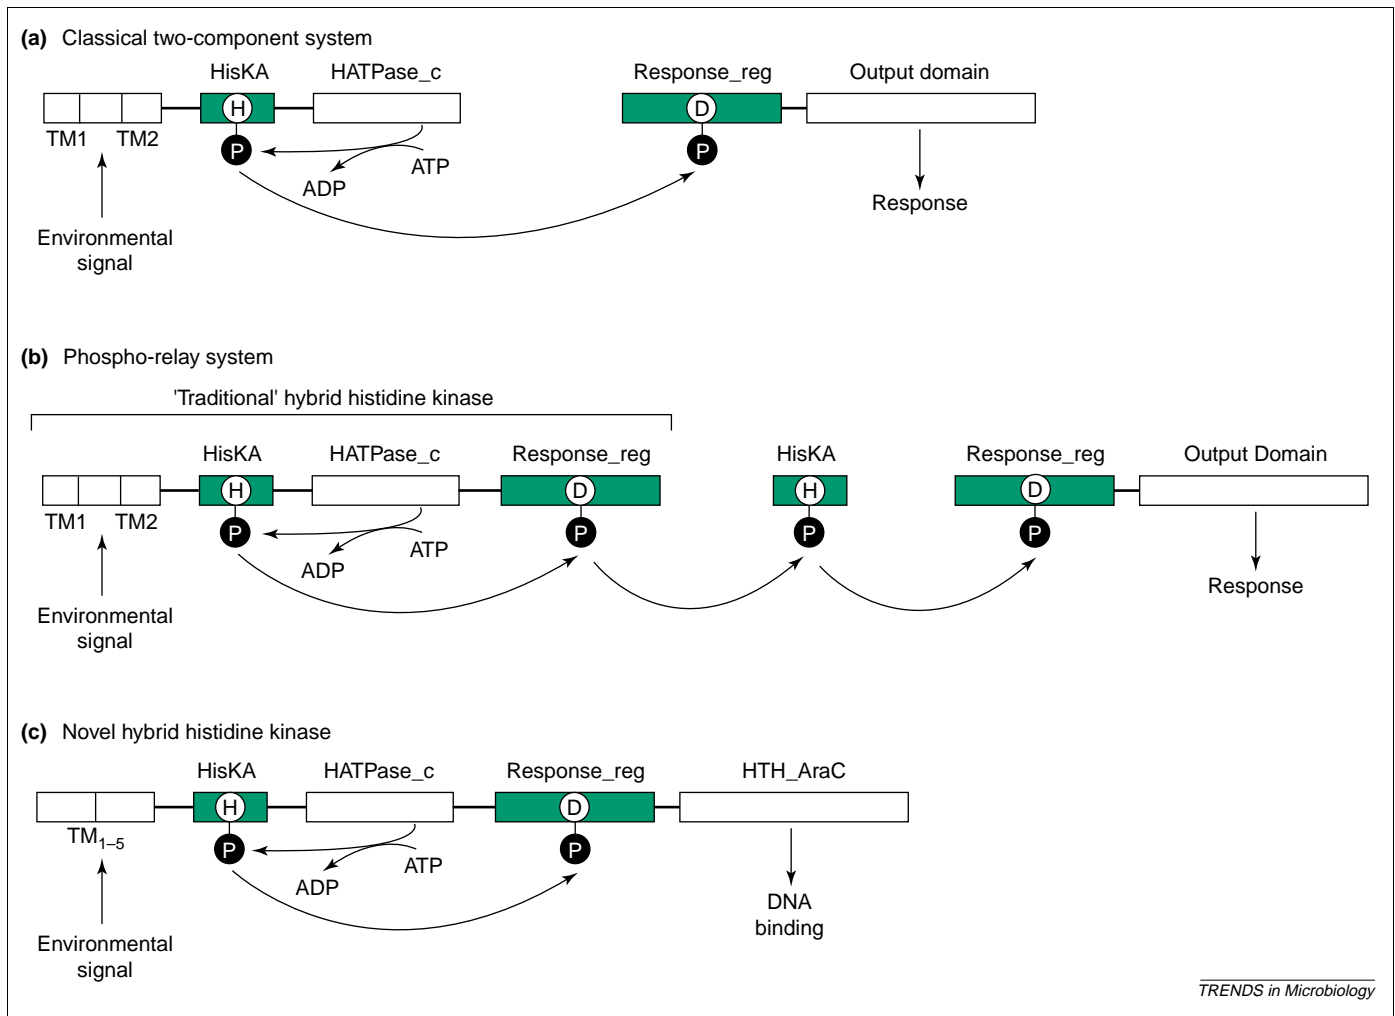 (a) Classical two-component system
HisKA HATPase_c Response_reg Output domain
H D
TM1 TM2
P P
ATP
ADP
Response
Environmental
signal
(b) Phospho-relay system
'Traditional' hybrid histidine kinase
HisKA HATPase_c Response_reg HisKA Response_reg Output Domain
H D H D
TM1 TM2
P P P P
ATP
ADP
Response
Environmental
signal
(c) Novel hybrid histidine kinase
HisKA HATPase_c Response_reg HTH_AraC
H D
TM1–5
P P
ATP
ADP
DNA
binding
Environmental
signal
TRENDS in Microbiology